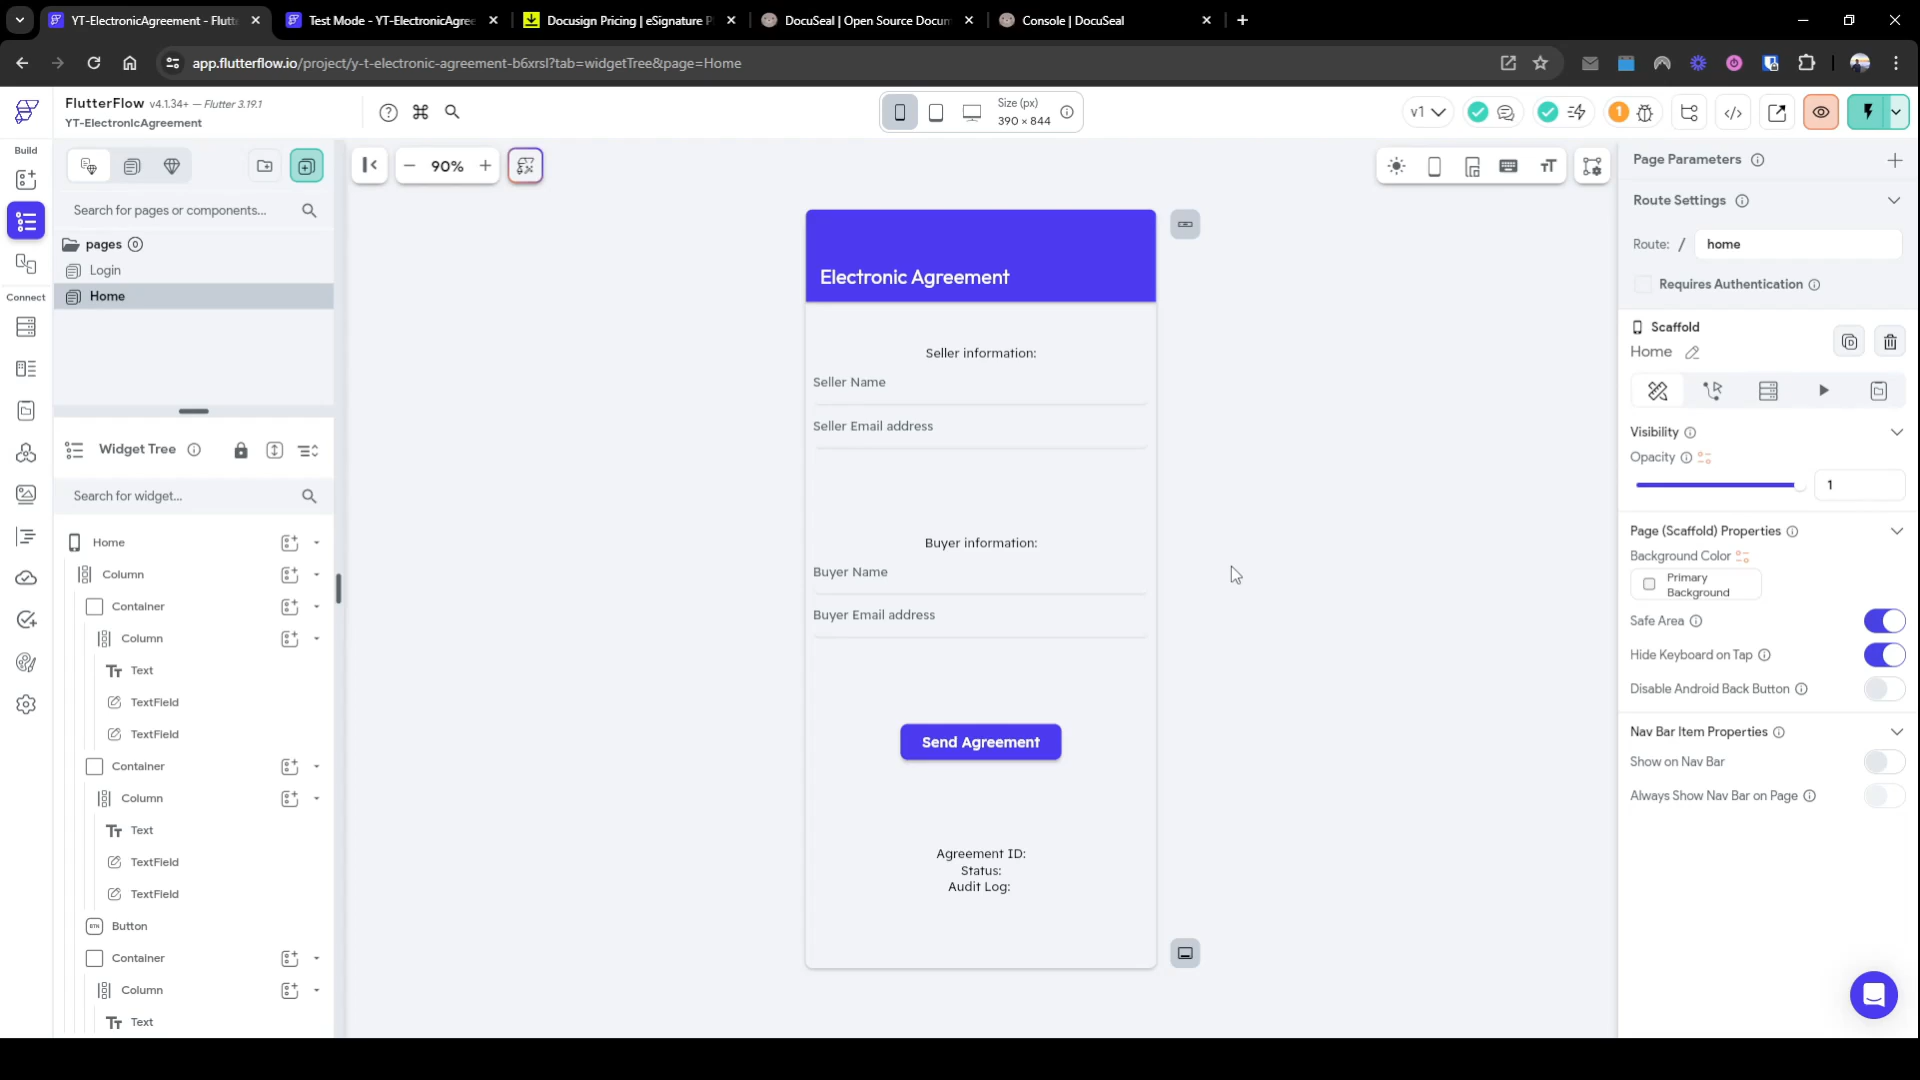 YT-ElectronicAgreement - Flutt
Test Mode - YT-ElectronicAgree
Docusign Pricing | eSignature P
DocuSeal | Open Source Docum
Console | DocuSeal
app.flutterflow.io/project/y-t-electronic-agreement-b6xrsl?tab=widgetTree&page=Home
FlutterFlow v4.1.34+ — Flutter 3.19.1
YT-ElectronicAgreement
Size (px)
390 × 844
v1
1
Build
Connect
Search for pages or components...
pages 0
Login
Home
Widget Tree
Search for widget...
Home
Column
Container
Column
Text
TextField
TextField
Container
Column
Text
TextField
TextField
Button
BTN
Container
Column
Text
90%
Electronic Agreement
Seller information:
Seller Name
Seller Email address
Buyer information:
Buyer Name
Buyer Email address
Send Agreement
Agreement ID:
Status:
Audit Log:
Page Parameters
Route Settings
Route: / home
Requires Authentication
Scaffold
Home
Visibility
Opacity
1
Page (Scaffold) Properties
Background Color
Primary
Background
Safe Area
Hide Keyboard on Tap
Disable Android Back Button
Nav Bar Item Properties
Show on Nav Bar
Always Show Nav Bar on Page